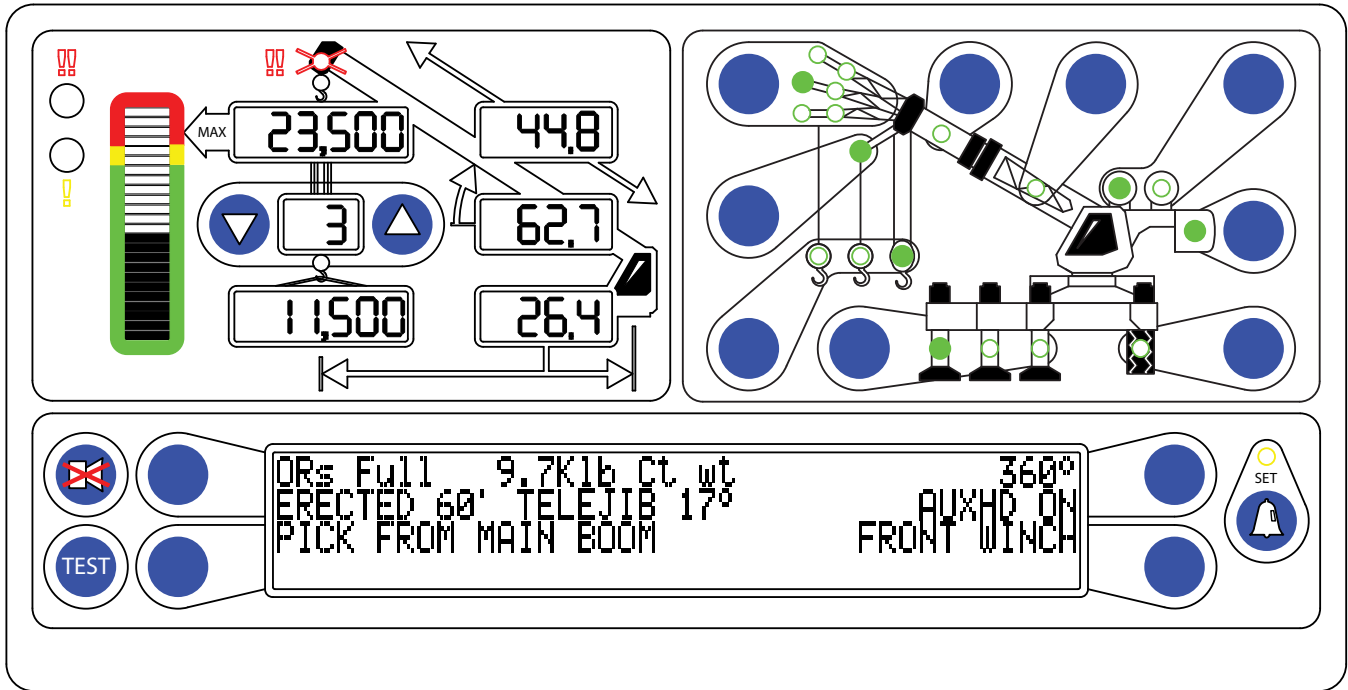 !!
!!
MAX
23,500
44.8
!
3
62.7
11,500
26.4
ORs Full 9.7Klb Ct wt 360°
ERECTED 60' TELEJIB 17° AUXHD ON
PICK FROM MAIN BOOM FRONT WINCH
SET
TEST